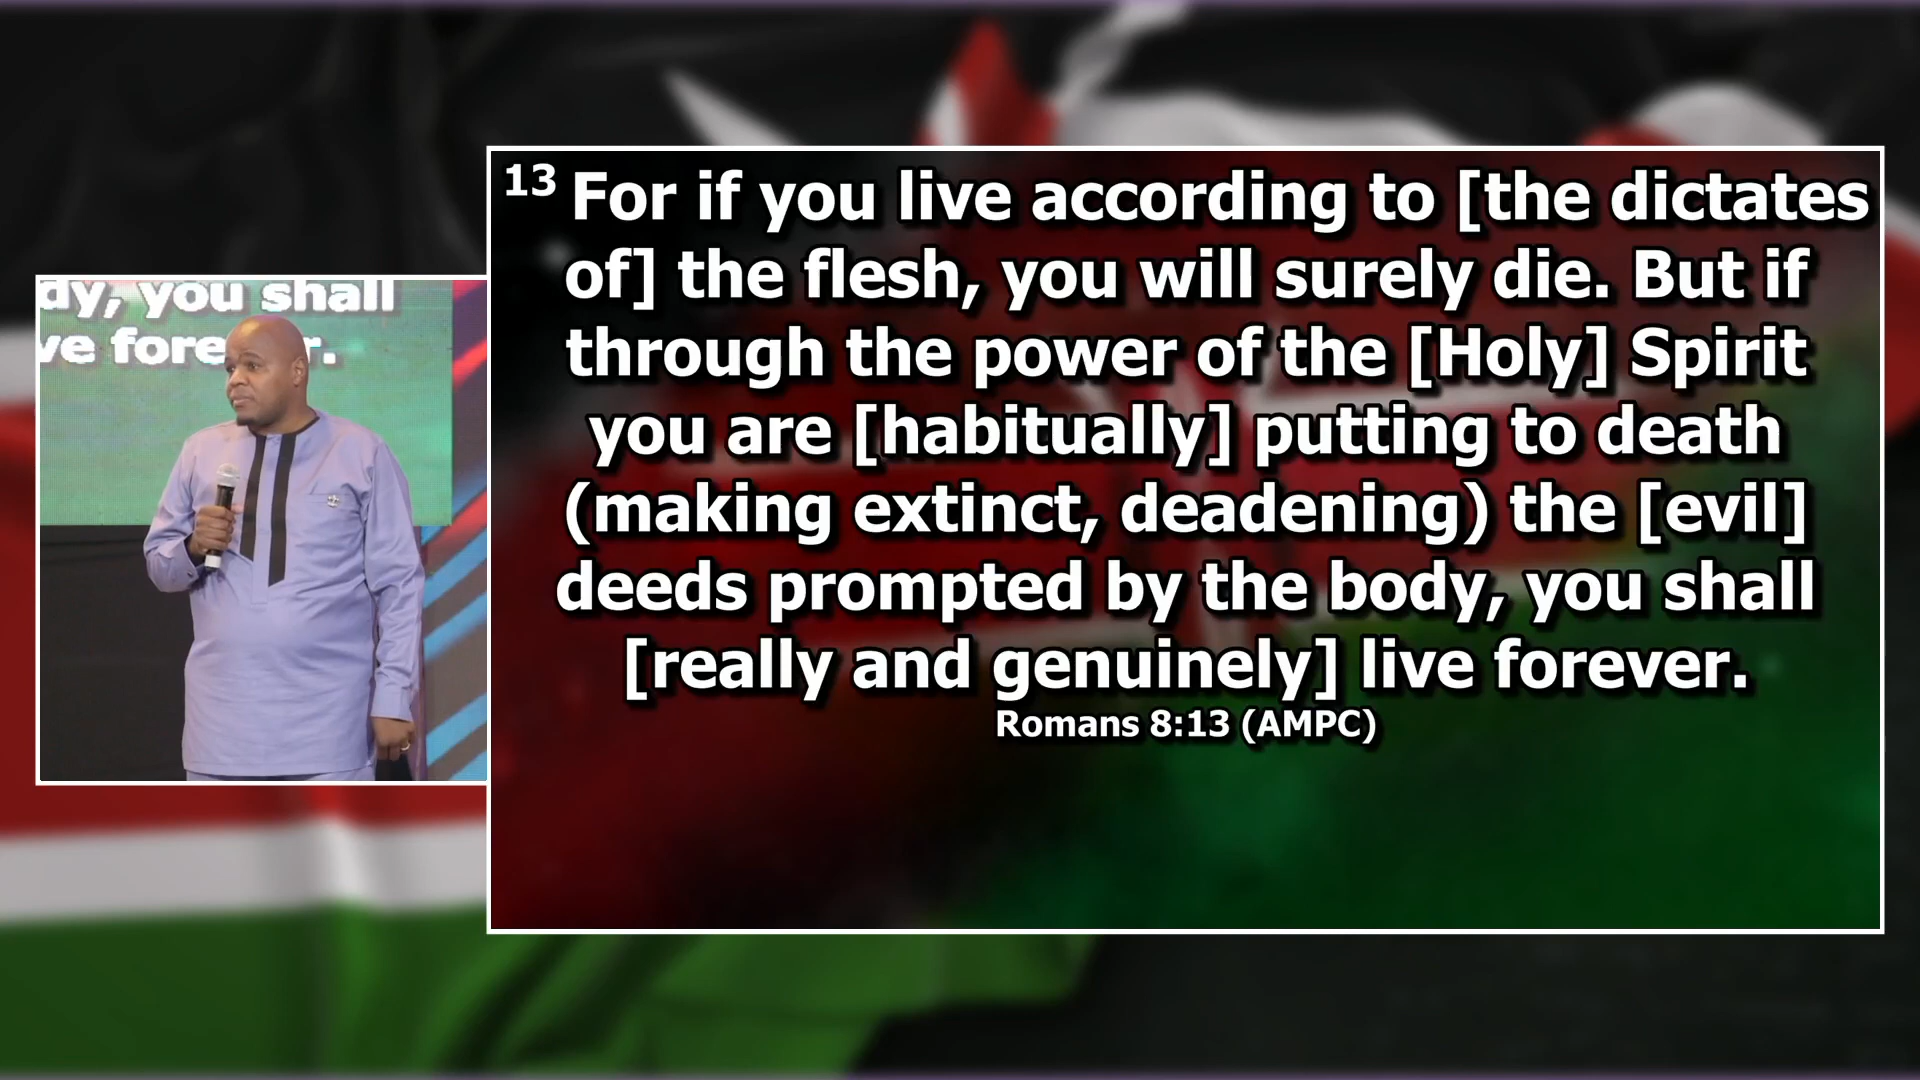 dy, you shall
ve fore r.
13 For if you live according to [the dictates
of] the flesh, you will surely die. But if
through the power of the [Holy] Spirit
you are [habitually] putting to death
(making extinct, deadening) the [evil]
deeds prompted by the body, you shall
[really and genuinely] live forever.
Romans 8:13 (AMPC)